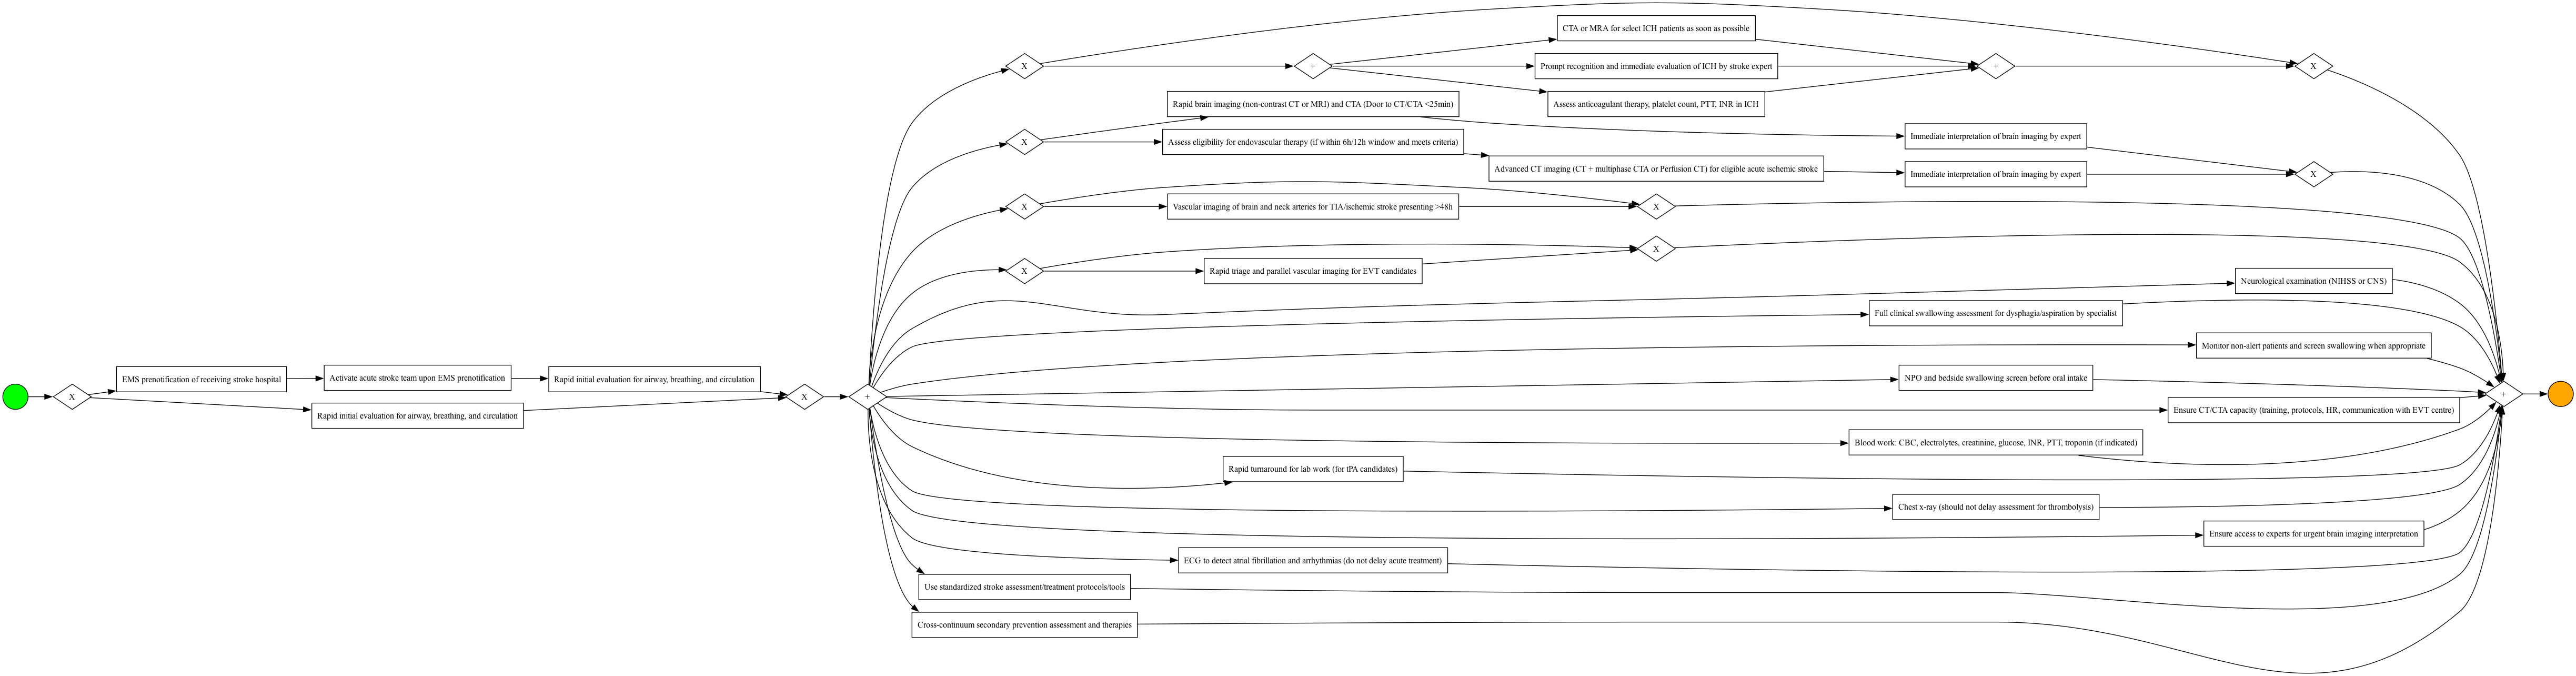 CTA or MRA for select ICH patients as soon as possible
X
+
Prompt recognition and immediate evaluation of ICH by stroke expert
+
X
Assess anticoagulant therapy, platelet count, PTT, INR in ICH
Rapid brain imaging (non-contrast CT or MRI) and CTA (Door to CT/CTA <25min)
Immediate interpretation of brain imaging by expert
X
Assess eligibility for endovascular therapy (if within 6h/12h window and meets criteria)
Advanced CT imaging (CT + multiphase CTA or Perfusion CT) for eligible acute ischemic stroke
Immediate interpretation of brain imaging by expert
X
X
Vascular imaging of brain and neck arteries for TIA/ischemic stroke presenting >48h
X
X
X
Rapid triage and parallel vascular imaging for EVT candidates
Neurological examination (NIHSS or CNS)
Full clinical swallowing assessment for dysphagia/aspiration by specialist
Monitor non-alert patients and screen swallowing when appropriate
EMS prenotification of receiving stroke hospital
Activate acute stroke team upon EMS prenotification
Rapid initial evaluation for airway, breathing, and circulation
NPO and bedside swallowing screen before oral intake
X
X
+
+
Rapid initial evaluation for airway, breathing, and circulation
Ensure CT/CTA capacity (training, protocols, HR, communication with EVT centre)
Blood work: CBC, electrolytes, creatinine, glucose, INR, PTT, troponin (if indicated)
Rapid turnaround for lab work (for tPA candidates)
Chest x-ray (should not delay assessment for thrombolysis)
Ensure access to experts for urgent brain imaging interpretation
ECG to detect atrial fibrillation and arrhythmias (do not delay acute treatment)
Use standardized stroke assessment/treatment protocols/tools
Cross-continuum secondary prevention assessment and therapies